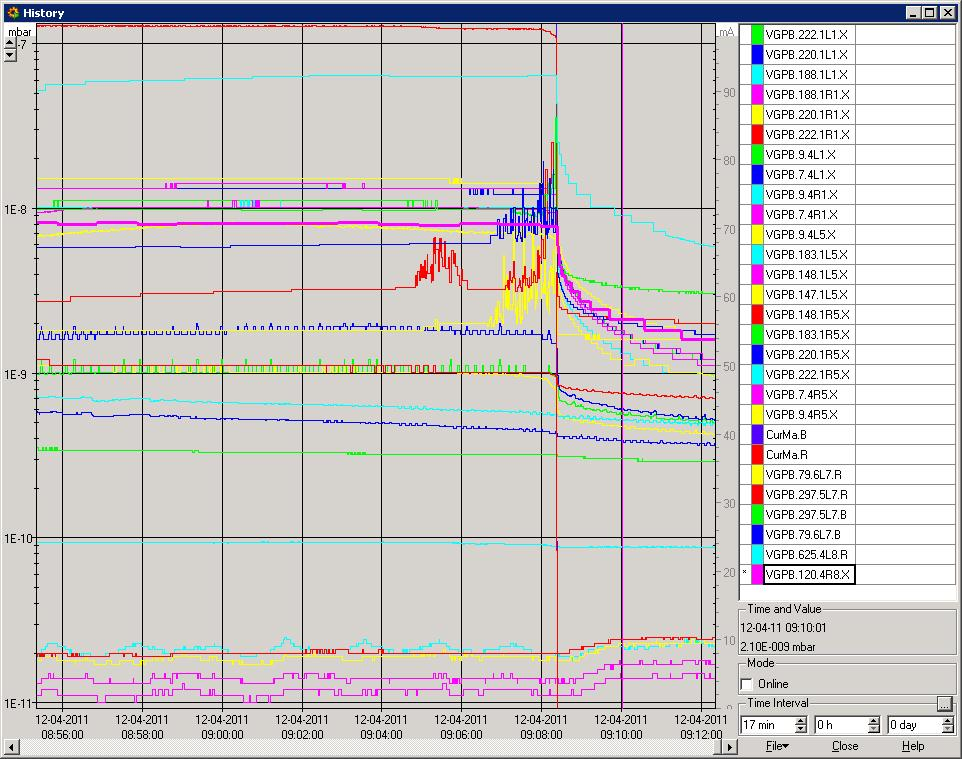 History
mbar
mA
-7
1E-8
1E-9
1E-10
1E-11
90
80
70
60
50
40
30
20
10
0
12-04-2011 12-04-2011 12-04-2011 12-04-2011 12-04-2011 12-04-2011 12-04-2011 12-04-2011 12-04-2011
08:56:00 08:58:00 09:00:00 09:02:00 09:04:00 09:06:00 09:08:00 09:10:00 09:12:00
VGPB.222.1L1.X
VGPB.220.1L1.X
VGPB.188.1L1.X
VGPB.188.1R1.X
VGPB.220.1R1.X
VGPB.222.1R1.X
VGPB.9.4L1.X
VGPB.7.4L1.X
VGPB.9.4R1.X
VGPB.7.4R1.X
VGPB.9.4L5.X
VGPB.183.1L5.X
VGPB.148.1L5.X
VGPB.147.1L5.X
VGPB.148.1R5.X
VGPB.183.1R5.X
VGPB.220.1R5.X
VGPB.222.1R5.X
VGPB.7.4R5.X
VGPB.9.4R5.X
CurMa.B
CurMa.R
VGPB.79.6L7.R
VGPB.297.5L7.R
VGPB.297.5L7.B
VGPB.79.6L7.B
VGPB.625.4L8.R
* VGPB.120.4R8.X
Time and Value
12-04-11 09:10:01
2.10E-009 mbar
Mode
Online
Time Interval
...
17 min 0 h 0 day
File Close Help